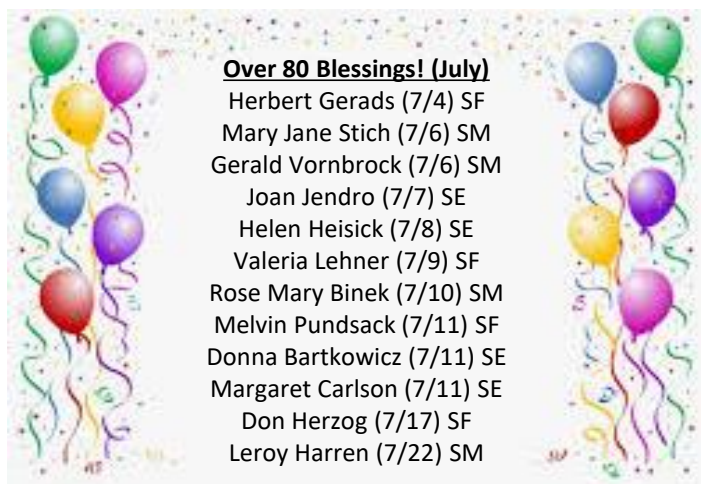 Over 80 Blessings! (July)
Herbert Gerads (7/4) SF
Mary Jane Stich (7/6) SM
Gerald Vornbrock (7/6) SM
Joan Jendro (7/7) SE
Helen Heisick (7/8) SE
Valeria Lehner (7/9) SF
Rose Mary Binek (7/10) SM
Melvin Pundsack (7/11) SF
Donna Bartkowicz (7/11) SE
Margaret Carlson (7/11) SE
Don Herzog (7/17) SF
Leroy Harren (7/22) SM